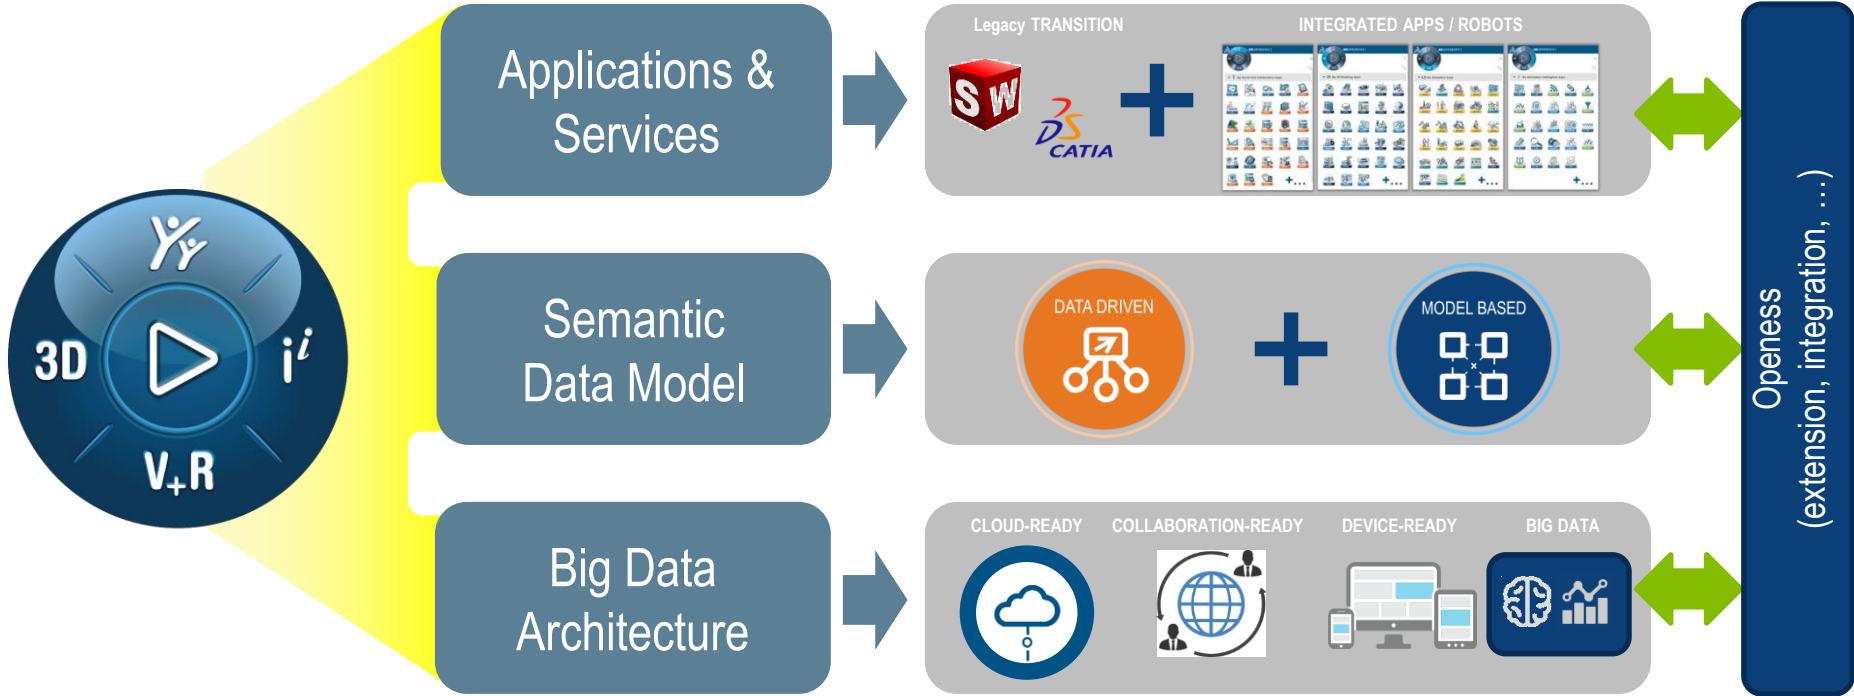 Applications &
Services
Legacy TRANSITION
INTEGRATED APPS / ROBOTS
SW
DS
CATIA
+...
+...
+...
+...
3D
i i
V+R
Semantic
Data Model
DATA DRIVEN
MODEL BASED
Big Data
Architecture
CLOUD-READY
COLLABORATION-READY
DEVICE-READY
BIG DATA
Openess
(extension, integration, ...)